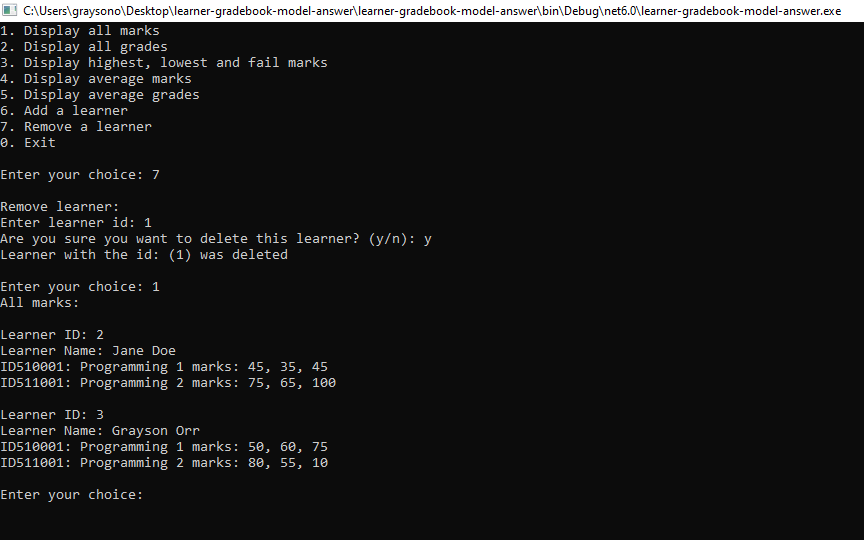 C:\Users\graysono\Desktop\learner-gradebook-model-answer\learner-gradebook-model-answer\bin\Debug\net6.0\learner-gradebook-model-answer.exe
1. Display all marks
2. Display all grades
3. Display highest, lowest and fail marks
4. Display average marks
5. Display average grades
6. Add a learner
7. Remove a learner
0. Exit
Enter your choice: 7
Remove learner:
Enter learner id: 1
Are you sure you want to delete this learner? (y/n): y
Learner with the id: (1) was deleted
Enter your choice: 1
All marks:
Learner ID: 2
Learner Name: Jane Doe
ID510001: Programming 1 marks: 45, 35, 45
ID511001: Programming 2 marks: 75, 65, 100
Learner ID: 3
Learner Name: Grayson Orr
ID510001: Programming 1 marks: 50, 60, 75
ID511001: Programming 2 marks: 80, 55, 10
Enter your choice: